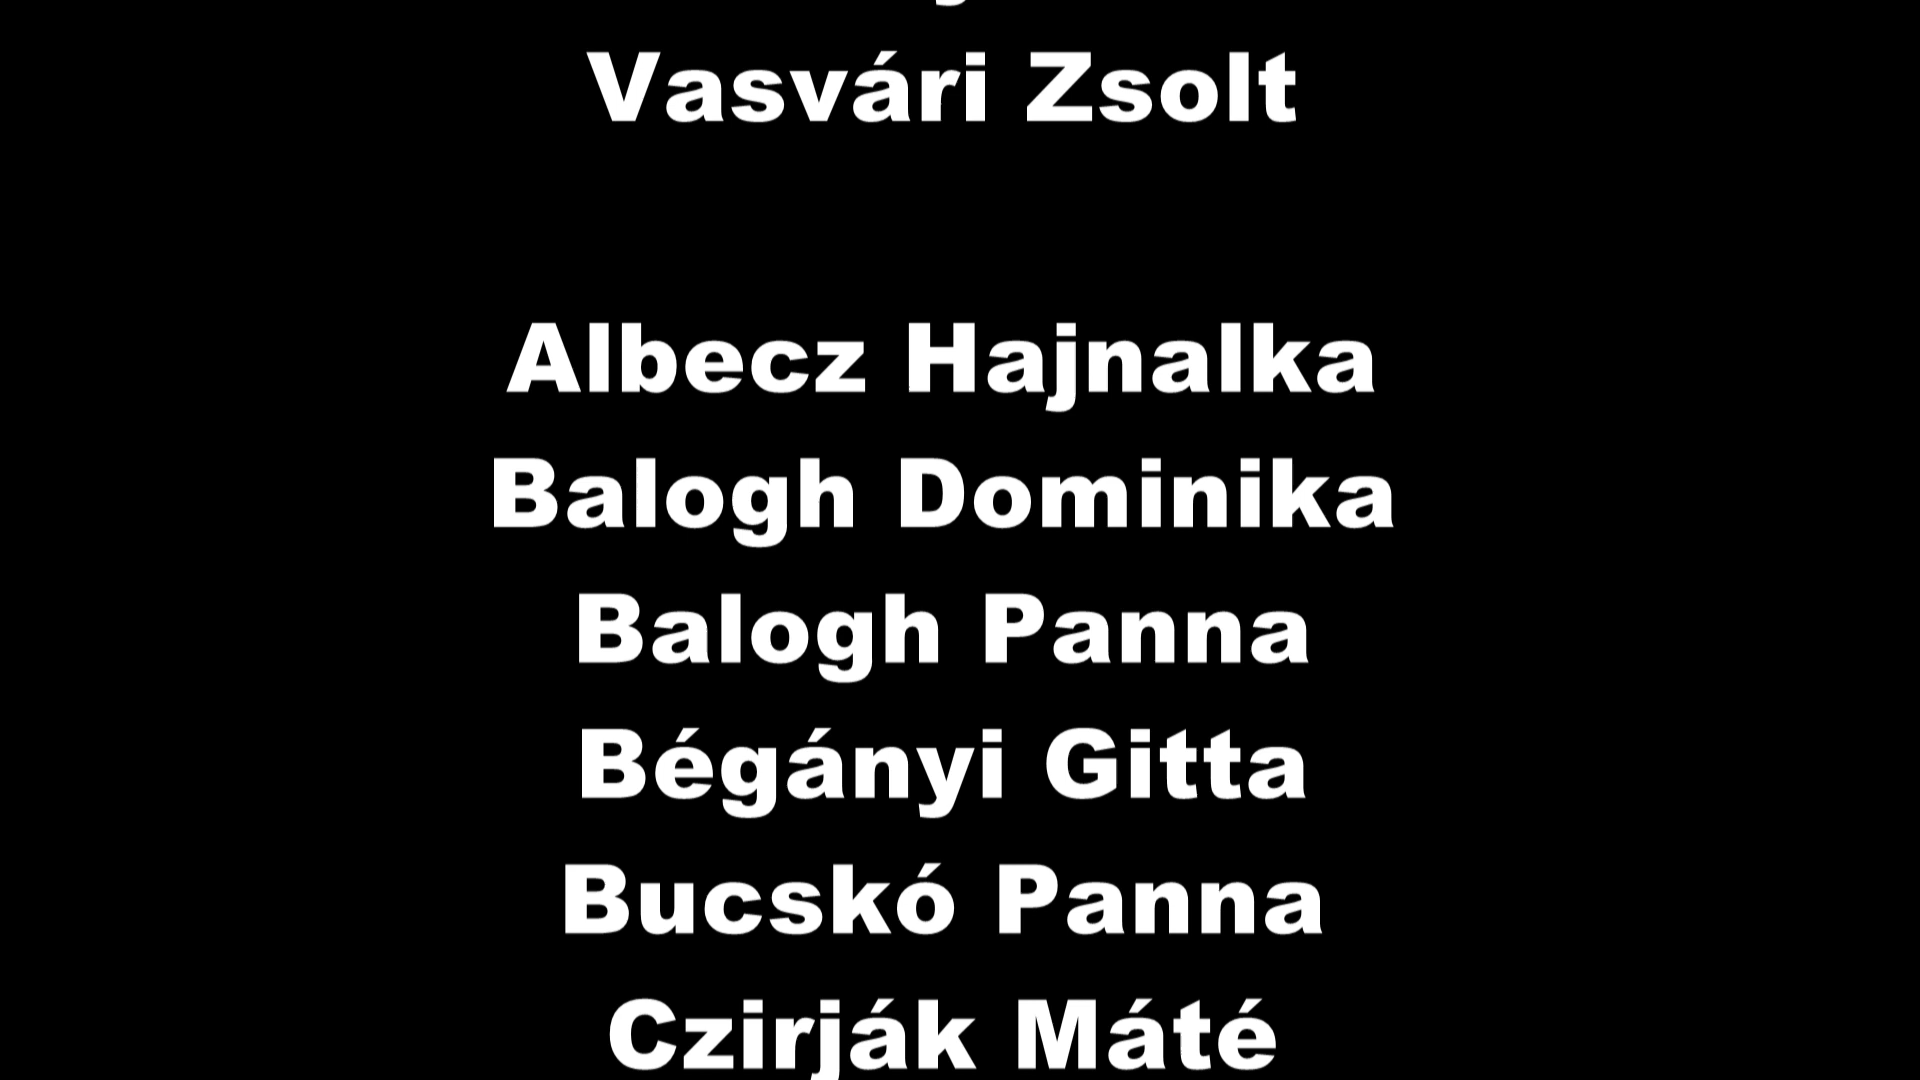 Vasvári Zsolt
Albecz Hajnalka
Balogh Dominika
Balogh Panna
Bégányi Gitta
Bucskó Panna
Czirják Máté